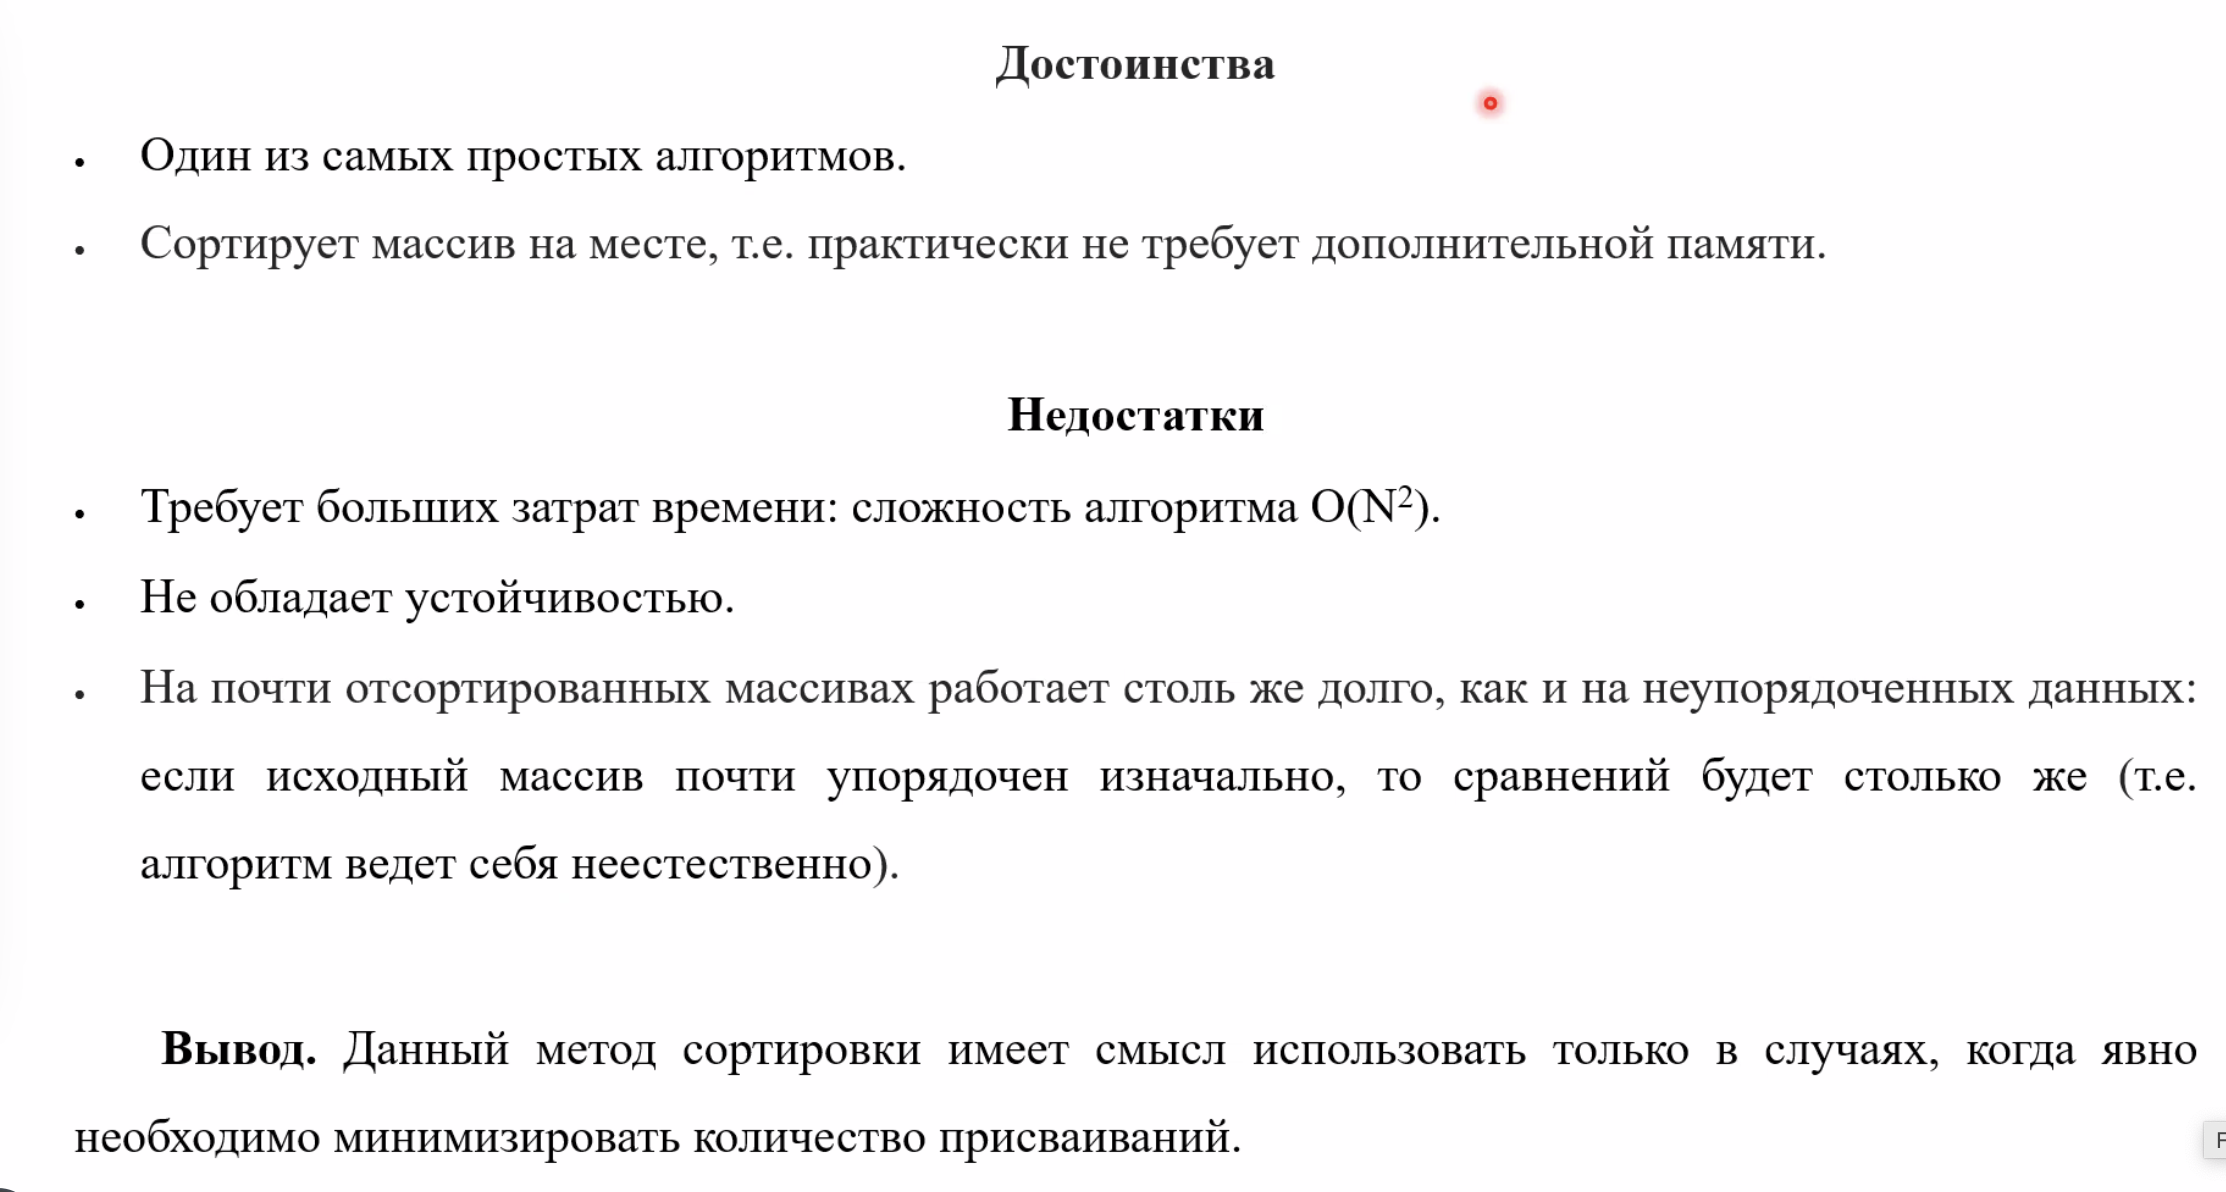 Достоинства
• Один из самых простых алгоритмов.
• Сортирует массив на месте, т.е. практически не требует дополнительной памяти.
Недостатки
• Требует больших затрат времени: сложность алгоритма O(N²).
• Не обладает устойчивостью.
• На почти отсортированных массивах работает столь же долго, как и на неупорядоченных данных:
если исходный массив почти упорядочен изначально, то сравнений будет столько же (т.е.
алгоритм ведет себя неестественно).
Вывод. Данный метод сортировки имеет смысл использовать только в случаях, когда явно
необходимо минимизировать количество присваиваний.